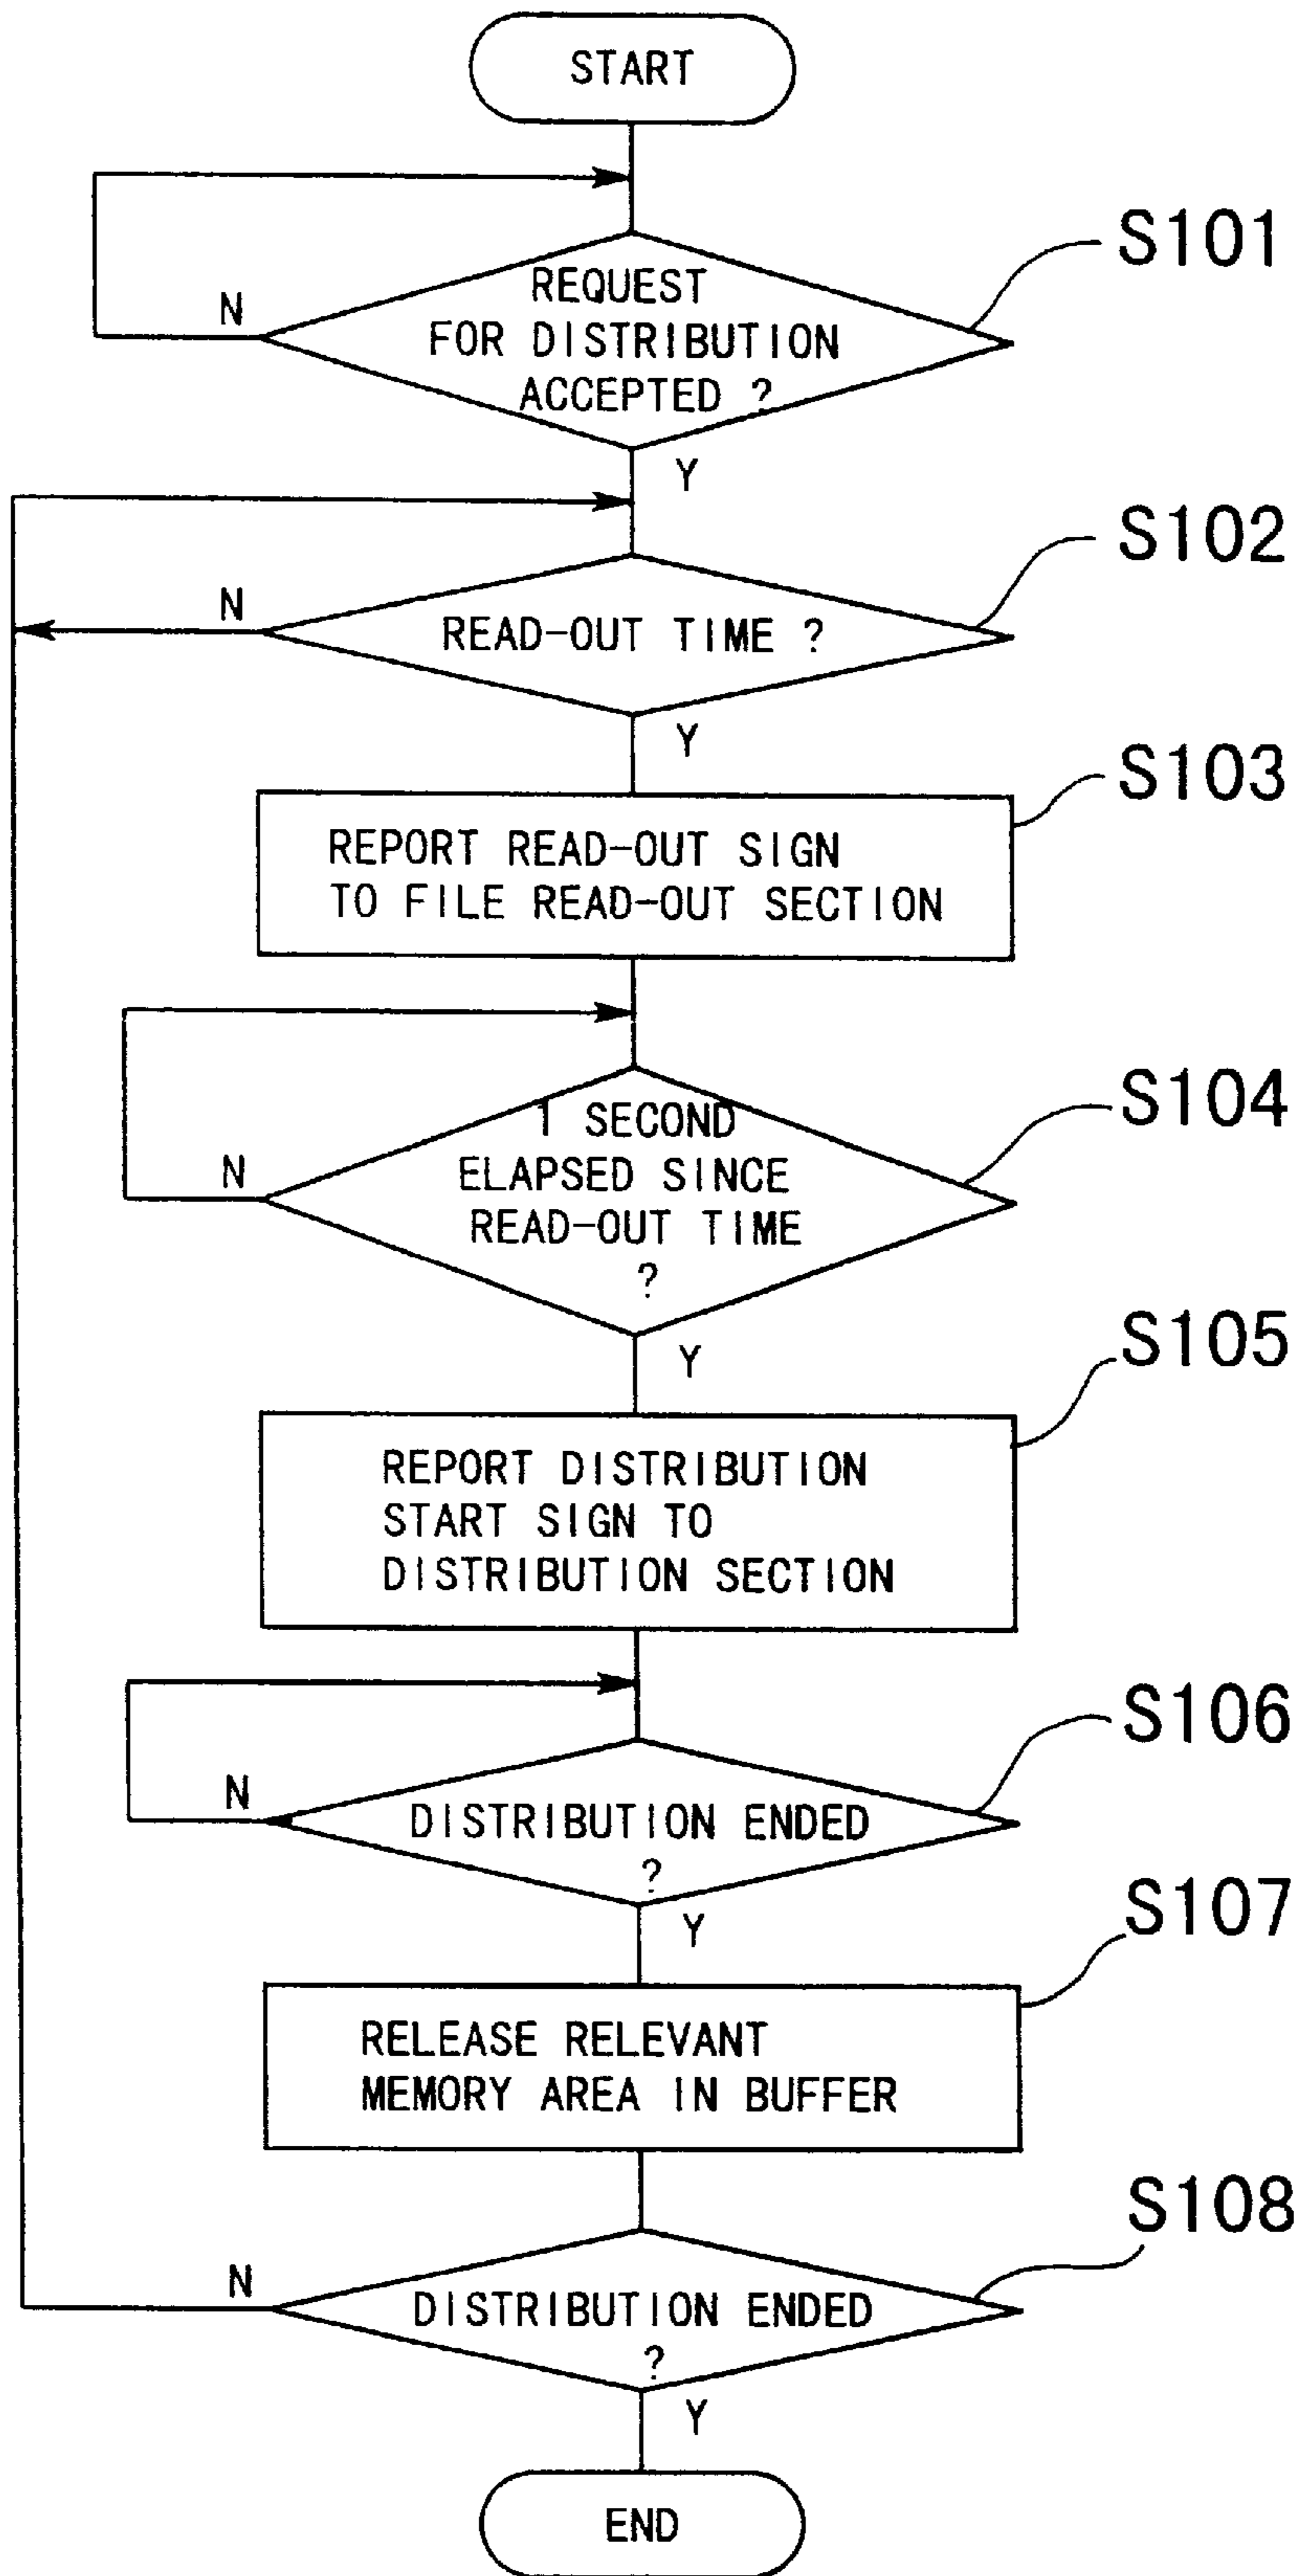 START
S101
REQUEST
FOR DISTRIBUTION
ACCEPTED ?
N
Y
S102
N
READ-OUT TIME ?
Y
S103
REPORT READ-OUT SIGN
TO FILE READ-OUT SECTION
S104
1 SECOND
ELAPSED SINCE
READ-OUT TIME
?
N
Y
S105
REPORT DISTRIBUTION
START SIGN TO
DISTRIBUTION SECTION
S106
N
DISTRIBUTION ENDED
?
Y
S107
RELEASE RELEVANT
MEMORY AREA IN BUFFER
S108
N
DISTRIBUTION ENDED
?
Y
END